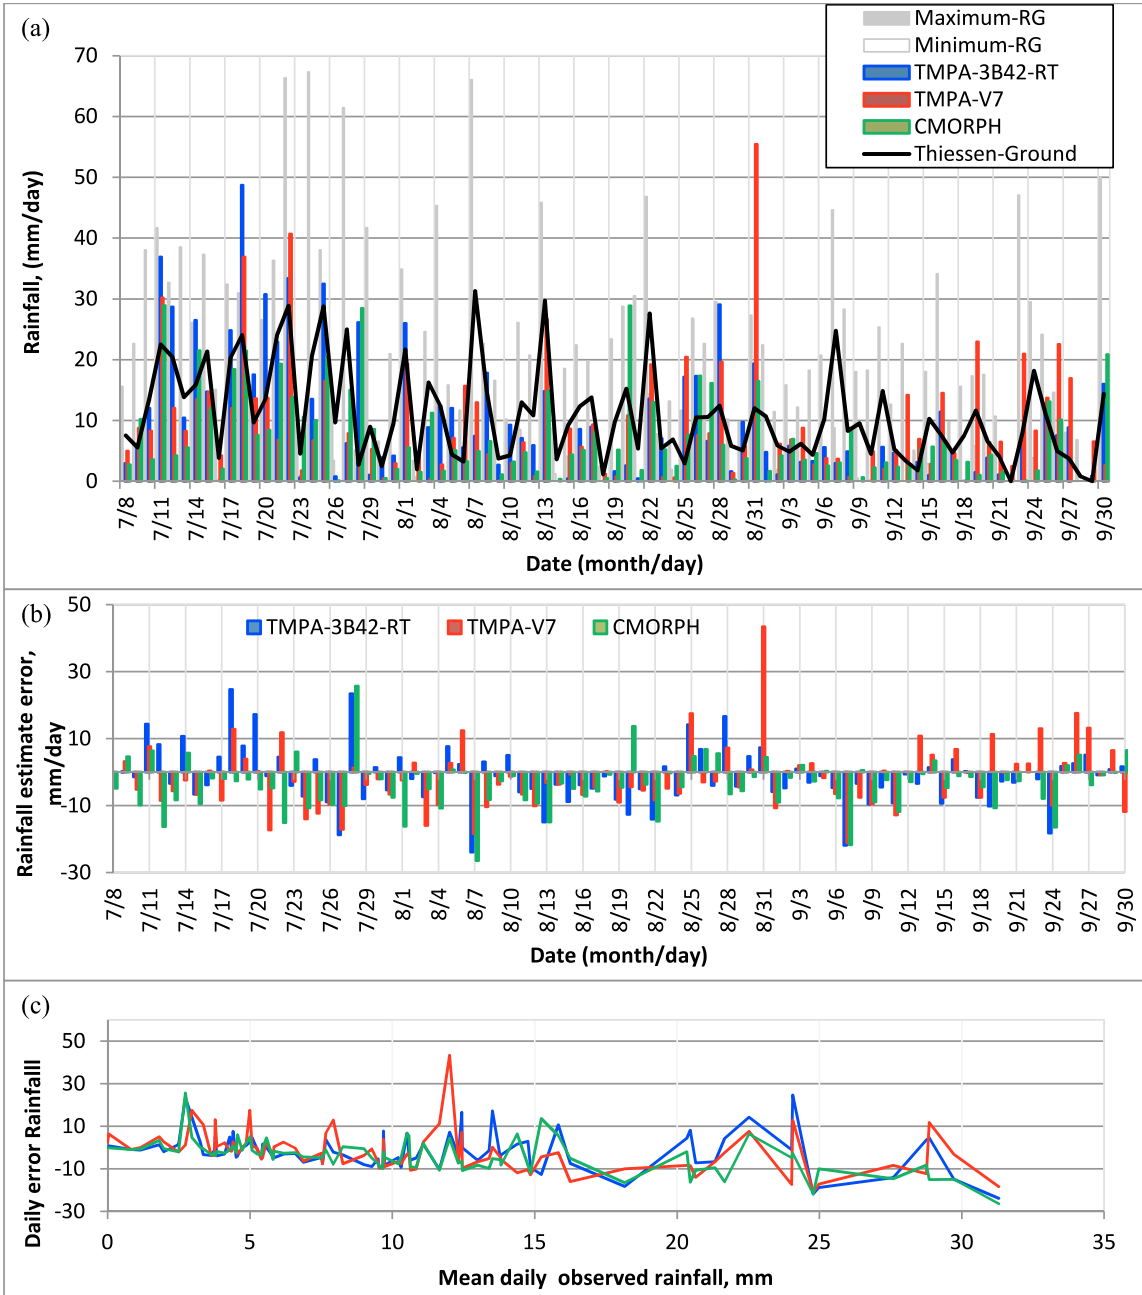 (a)
Maximum-RG
Minimum-RG
TMPA-3B42-RT
TMPA-V7
CMORPH
Thiessen-Ground
70
60
50
40
30
20
10
0
Rainfall, (mm/day)
7/8 7/11 7/14 7/17 7/20 7/23 7/26 7/29 8/1 8/4 8/7 8/10 8/13 8/16 8/19 8/22 8/25 8/28 8/31 9/3 9/6 9/9 9/12 9/15 9/18 9/21 9/24 9/27 9/30
Date (month/day)
(b)
TMPA-3B42-RT TMPA-V7 CMORPH
50
30
10
-10
-30
Rainfall estimate error,
mm/day
7/8 7/11 7/14 7/17 7/20 7/23 7/26 7/29 8/1 8/4 8/7 8/10 8/13 8/16 8/19 8/22 8/25 8/28 8/31 9/3 9/6 9/9 9/12 9/15 9/18 9/21 9/24 9/27 9/30
Date (month/day)
(c)
50
30
10
-10
-30
Daily error Rainfalll
0 5 10 15 20 25 30 35
Mean daily observed rainfall, mm